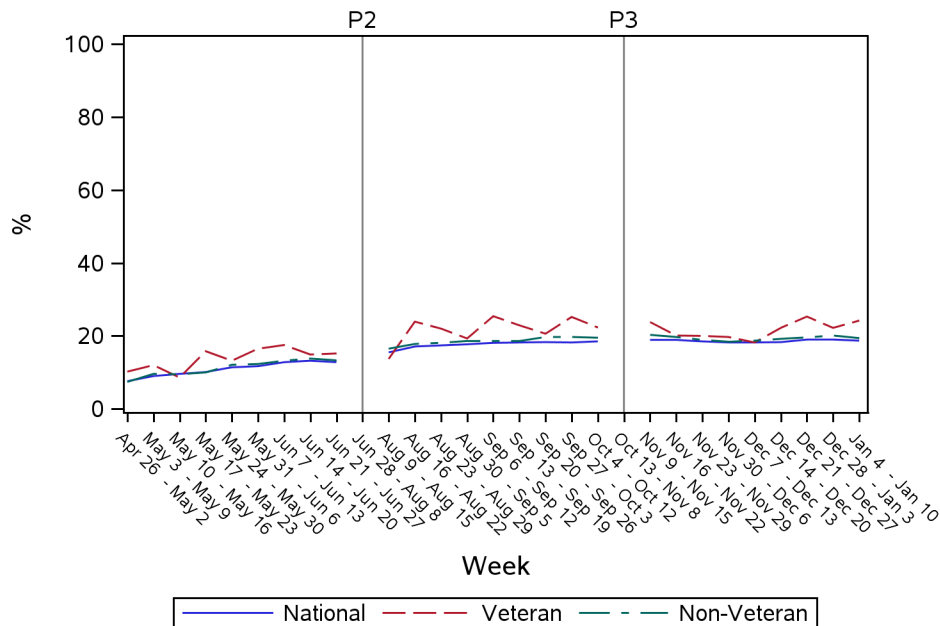 P2 P3
100
80
60
40
20
0
%
Apr 26 - May 2
May 3 - May 9
May 10 - May 16
May 17 - May 23
May 24 - May 30
May 31 - Jun 6
Jun 7 - Jun 13
Jun 14 - Jun 20
Jun 21 - Jun 27
Jun 28 - Aug 8
Aug 9 - Aug 15
Aug 16 - Aug 22
Aug 23 - Aug 29
Aug 30 - Sep 5
Sep 6 - Sep 12
Sep 13 - Sep 19
Sep 20 - Sep 26
Sep 27 - Oct 3
Oct 4 - Oct 12
Oct 13 - Nov 8
Nov 9 - Nov 15
Nov 16 - Nov 22
Nov 23 - Nov 29
Nov 30 - Dec 6
Dec 7 - Dec 13
Dec 14 - Dec 20
Dec 21 - Dec 27
Dec 28 - Jan 3
Jan 4 - Jan 10
Week
National Veteran Non-Veteran